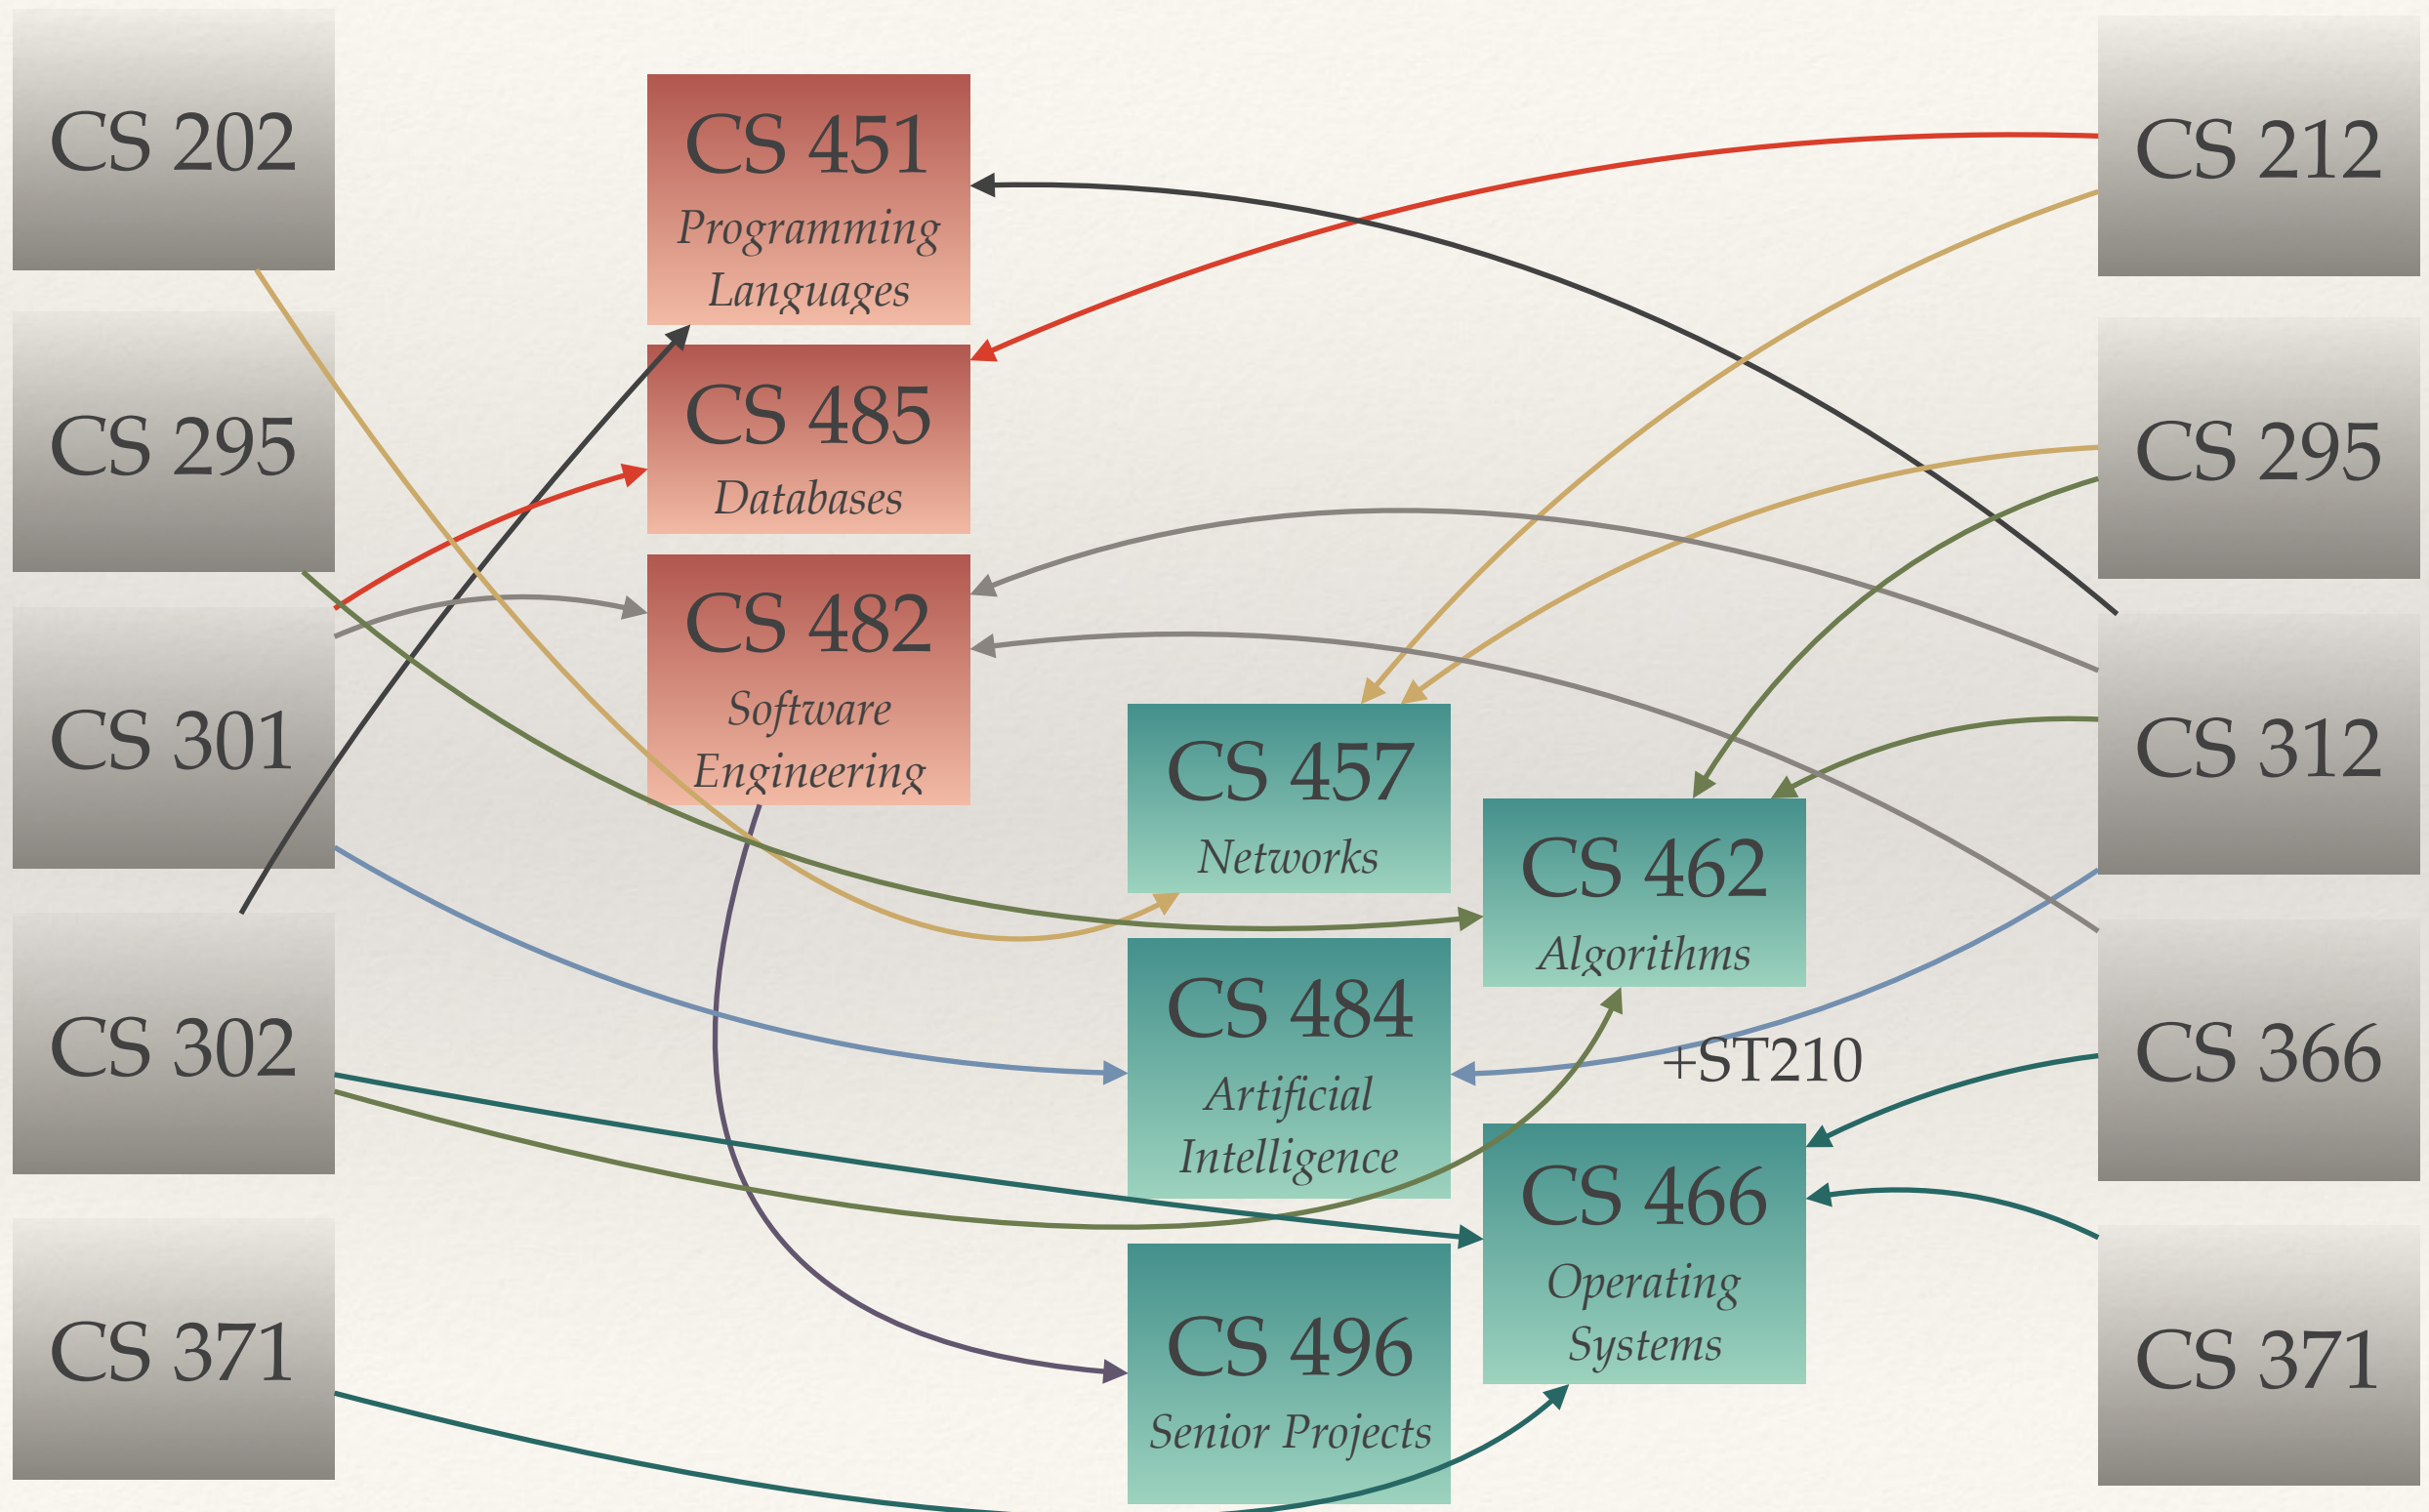 CS 202
CS 295
CS 301
CS 302
CS 371
CS 451
Programming
Languages
CS 485
Databases
CS 482
Software
Engineering
CS 457
Networks
CS 484
Artificial
Intelligence
CS 496
Senior Projects
CS 462
Algorithms
+ST210
CS 466
Operating
Systems
CS 212
CS 295
CS 312
CS 366
CS 371